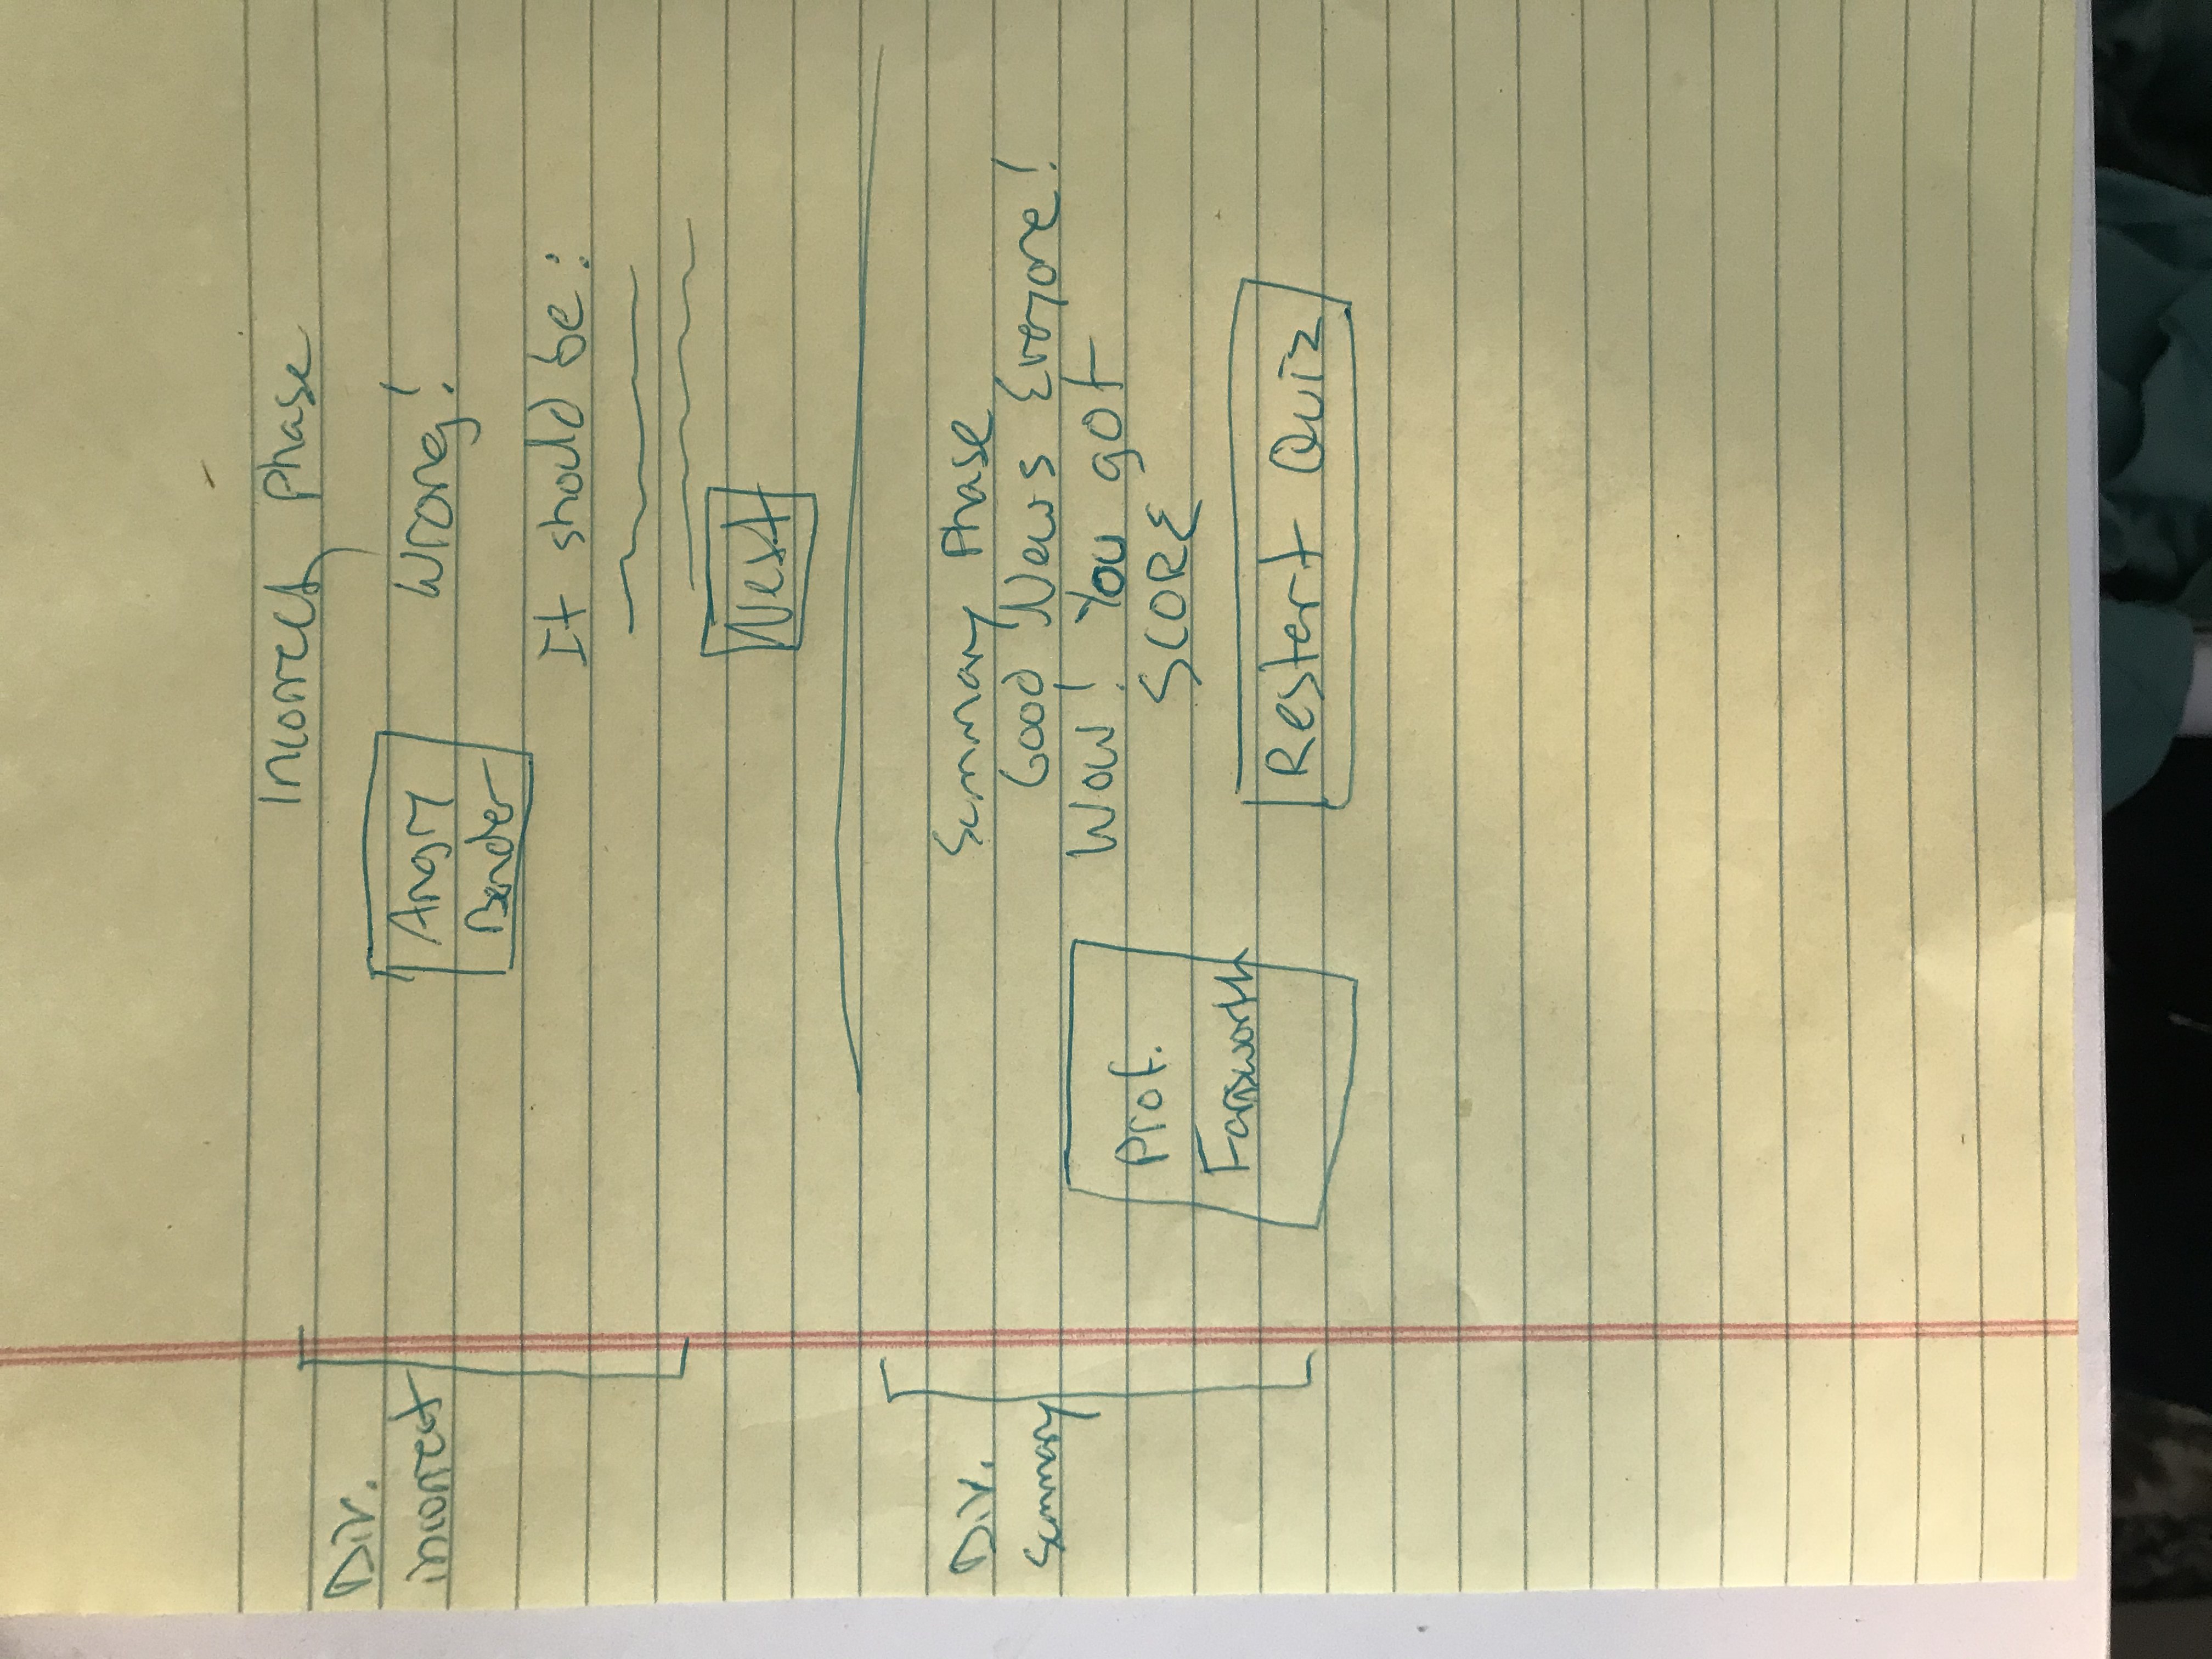 Incorrect Phase
Div.
incorrect
Angry
Bender
Wrong!
It should be:
Next
Div.
Summary
Summary Phase
Good News Everyone!
Wow! You got
SCORE
Prof.
Farnsworth
Restart Quiz